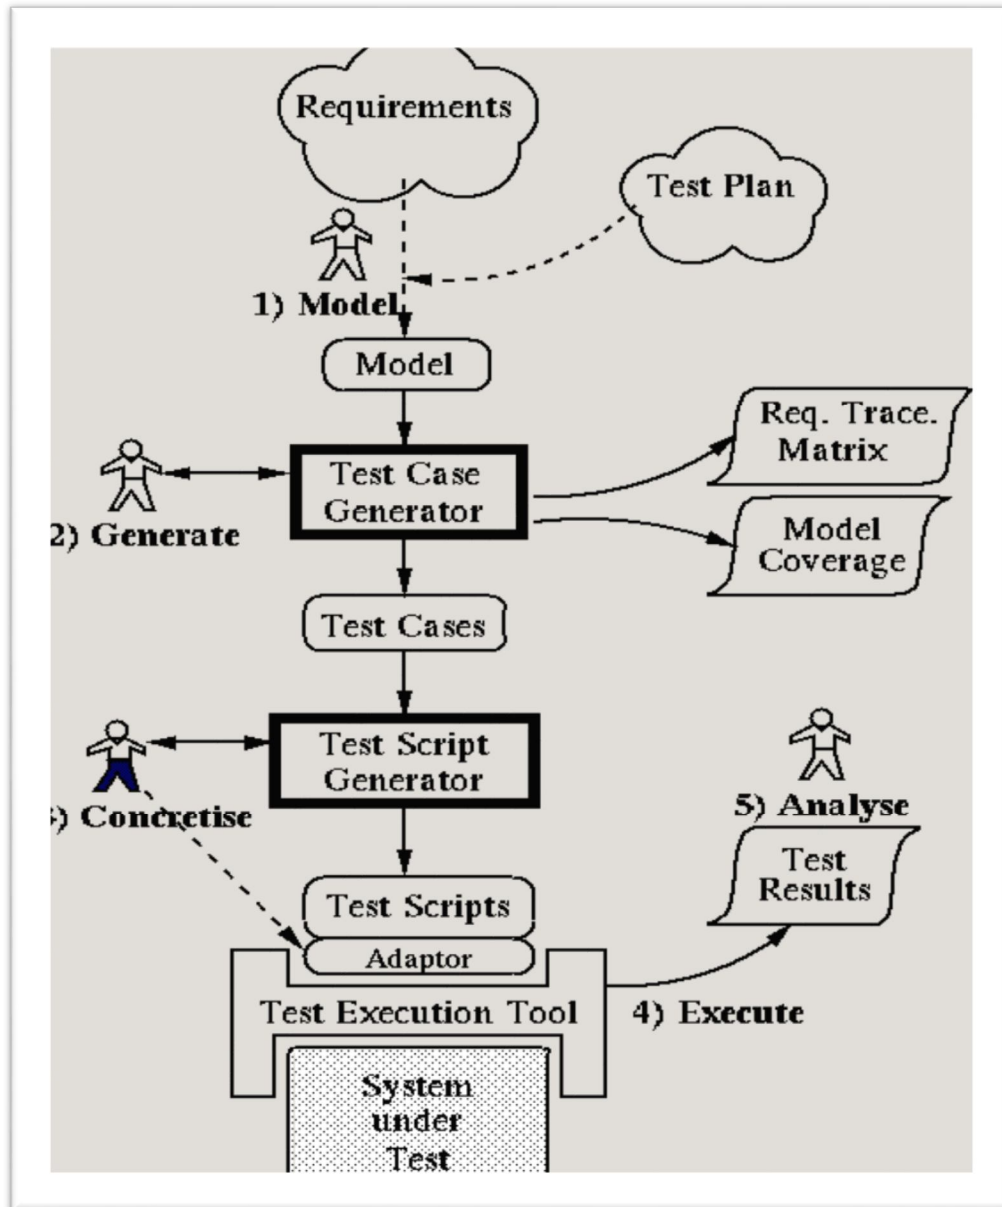 Requirements
Test Plan
1) Model
Model
Req. Trace.
Matrix
Test Case
Generator
2) Generate
Model
Coverage
Test Cases
Test Script
Generator
3) Concretise
5) Analyse
Test
Results
Test Scripts
Adaptor
Test Execution Tool
4) Execute
System
under
Test